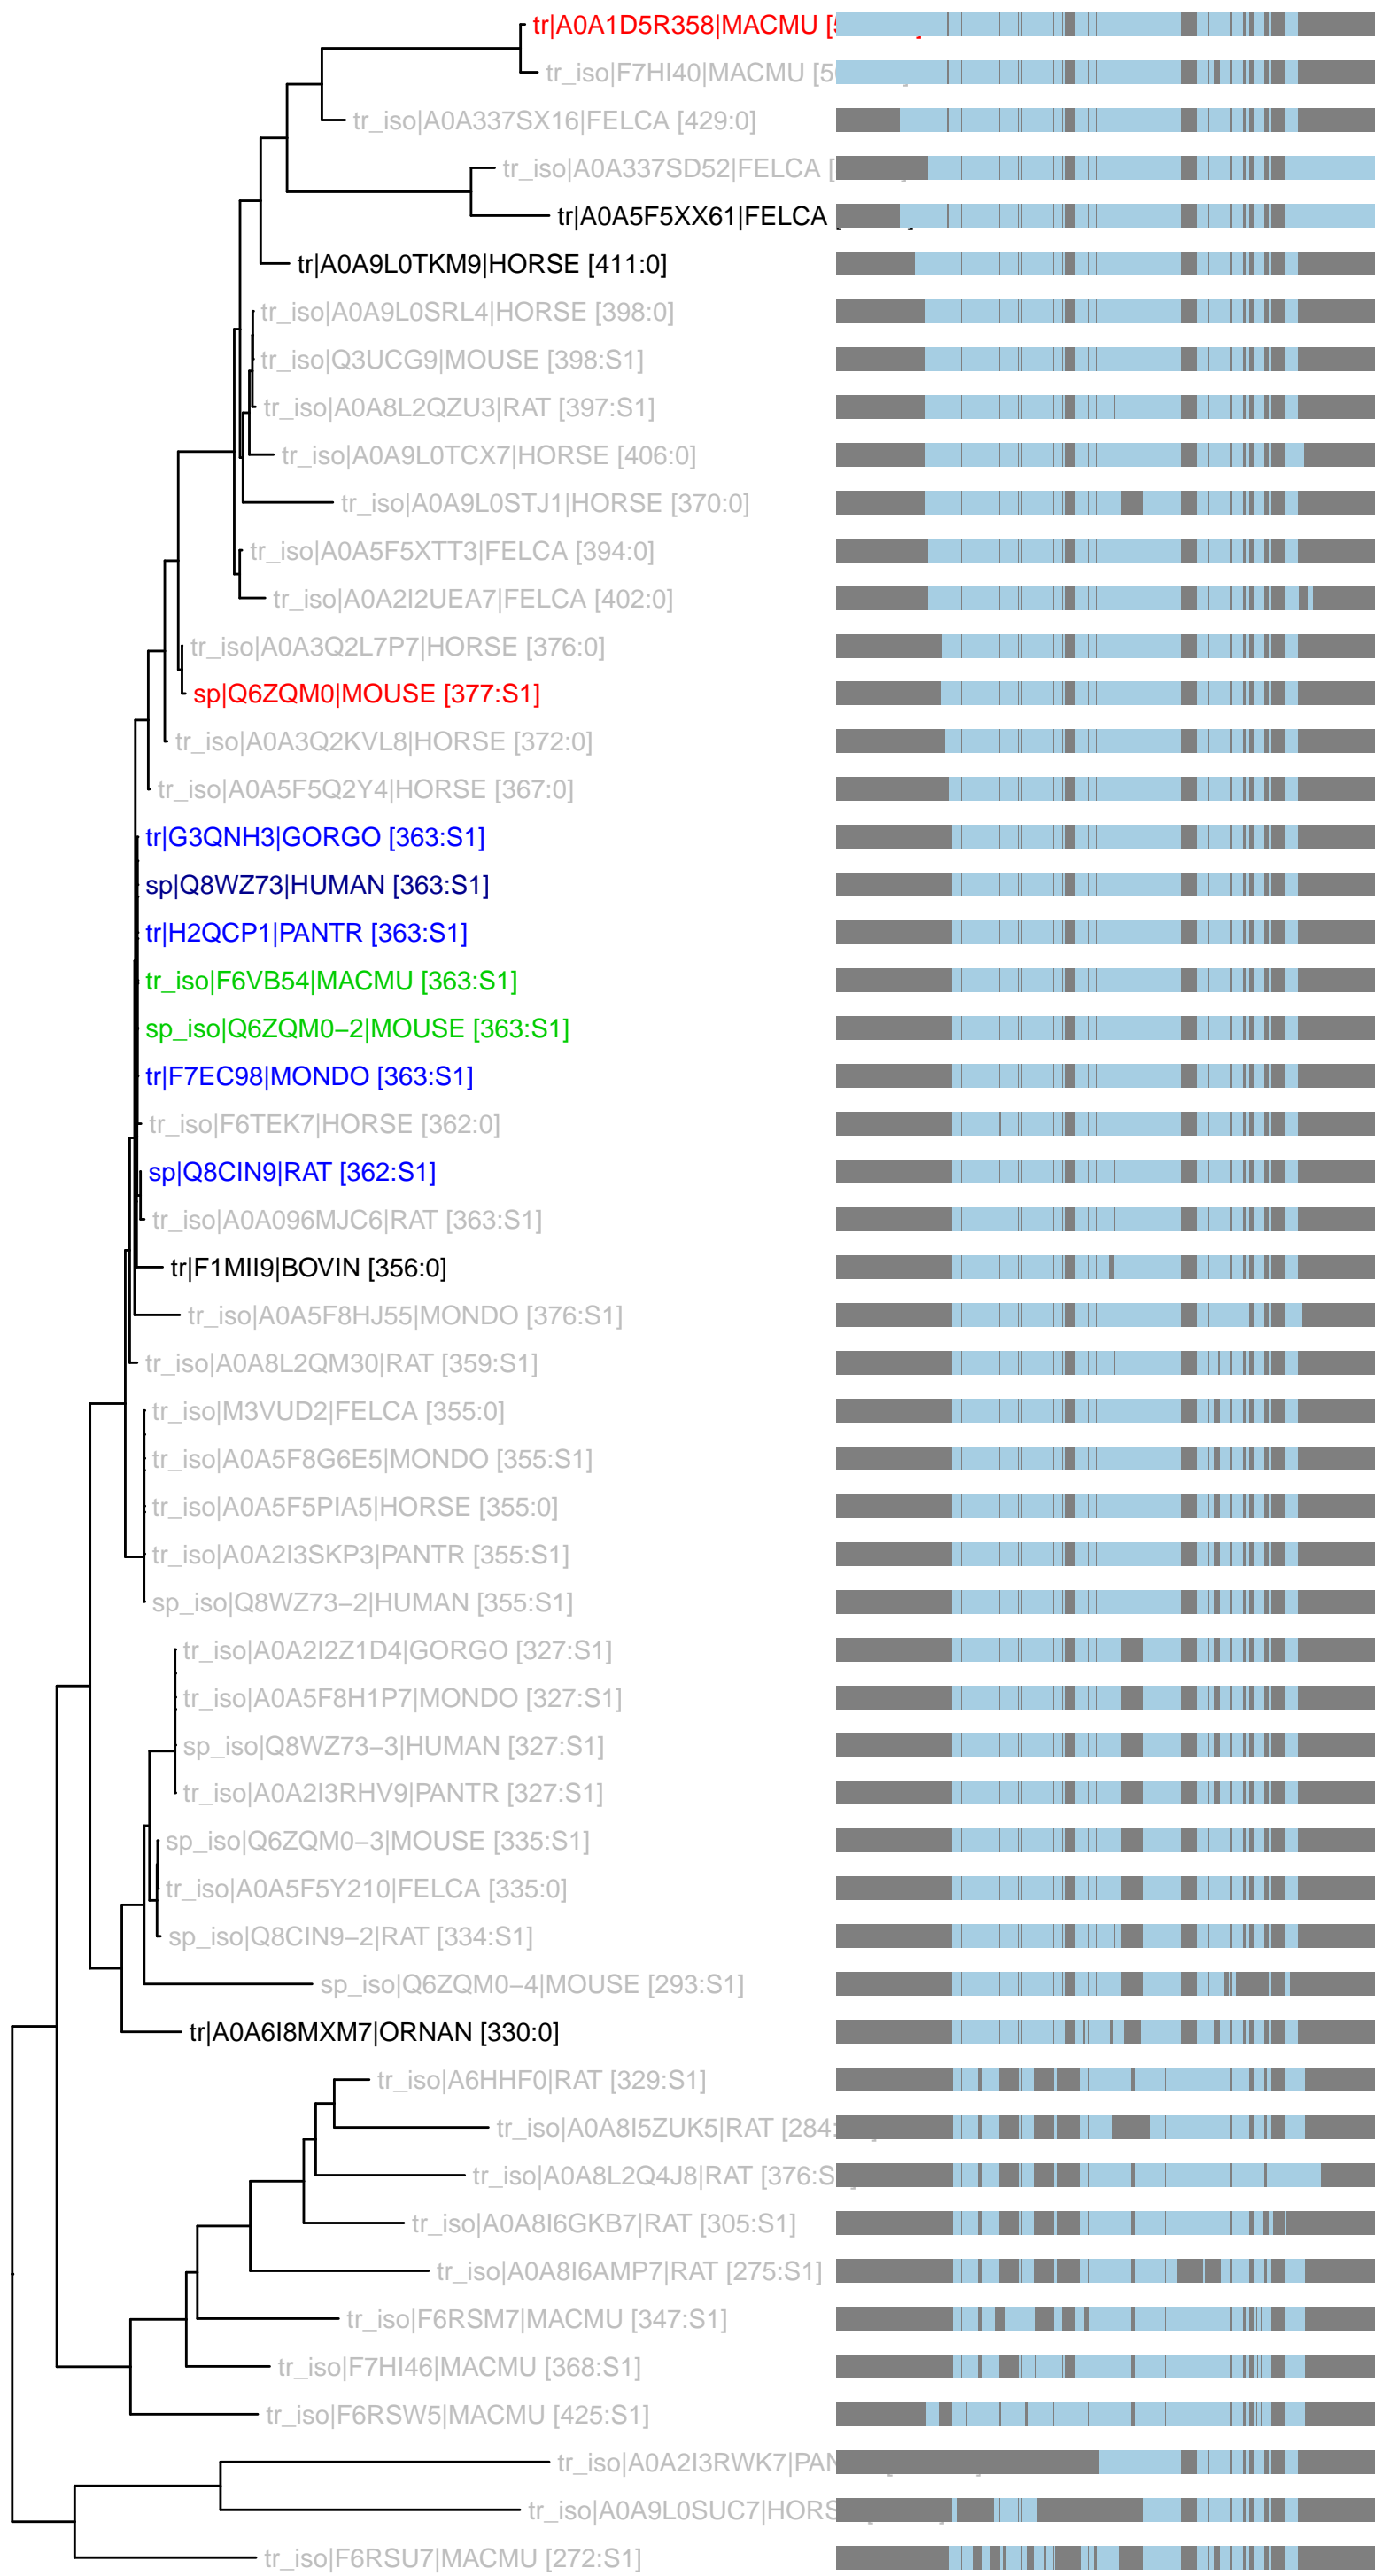 tr|A0A1D5R358|MACMU
tr_iso|F7HI40|MACMU
tr_iso|A0A337SX16|FELCA [429:0]
tr_iso|A0A337SD52|FELCA
tr|A0A5F5XX61|FELCA
tr|A0A9L0TKM9|HORSE [411:0]
tr_iso|A0A9L0SRL4|HORSE [398:0]
tr_iso|Q3UCG9|MOUSE [398:S1]
tr_iso|A0A8L2QZU3|RAT [397:S1]
tr_iso|A0A9L0TCX7|HORSE [406:0]
tr_iso|A0A9L0STJ1|HORSE [370:0]
tr_iso|A0A5F5XTT3|FELCA [394:0]
tr_iso|A0A2I2UEA7|FELCA [402:0]
tr_iso|A0A3Q2L7P7|HORSE [376:0]
sp|Q6ZQM0|MOUSE [377:S1]
tr_iso|A0A3Q2KVL8|HORSE [372:0]
tr_iso|A0A5F5Q2Y4|HORSE [367:0]
tr|G3QNH3|GORGO [363:S1]
sp|Q8WZ73|HUMAN [363:S1]
tr|H2QCP1|PANTR [363:S1]
tr_iso|F6VB54|MACMU [363:S1]
sp_iso|Q6ZQM0−2|MOUSE [363:S1]
tr|F7EC98|MONDO [363:S1]
tr_iso|F6TEK7|HORSE [362:0]
sp|Q8CIN9|RAT [362:S1]
tr_iso|A0A096MJC6|RAT [363:S1]
tr|F1MII9|BOVIN [356:0]
tr_iso|A0A5F8HJ55|MONDO [376:S1]
tr_iso|A0A8L2QM30|RAT [359:S1]
tr_iso|M3VUD2|FELCA [355:0]
tr_iso|A0A5F8G6E5|MONDO [355:S1]
tr_iso|A0A5F5PIA5|HORSE [355:0]
tr_iso|A0A2I3SKP3|PANTR [355:S1]
sp_iso|Q8WZ73−2|HUMAN [355:S1]
tr_iso|A0A2I2Z1D4|GORGO [327:S1]
tr_iso|A0A5F8H1P7|MONDO [327:S1]
sp_iso|Q8WZ73−3|HUMAN [327:S1]
tr_iso|A0A2I3RHV9|PANTR [327:S1]
sp_iso|Q6ZQM0−3|MOUSE [335:S1]
tr_iso|A0A5F5Y210|FELCA [335:0]
sp_iso|Q8CIN9−2|RAT [334:S1]
sp_iso|Q6ZQM0−4|MOUSE [293:S1]
tr|A0A6I8MXM7|ORNAN [330:0]
tr_iso|A6HHF0|RAT [329:S1]
tr_iso|A0A8I5ZUK5|RAT [284:
tr_iso|A0A8L2Q4J8|RAT [376:S
tr_iso|A0A8I6GKB7|RAT [305:S1]
tr_iso|A0A8I6AMP7|RAT [275:S1]
tr_iso|F6RSM7|MACMU [347:S1]
tr_iso|F7HI46|MACMU [368:S1]
tr_iso|F6RSW5|MACMU [425:S1]
tr_iso|A0A2I3RWK7|PAN
tr_iso|A0A9L0SUC7|HORS
tr_iso|F6RSU7|MACMU [272:S1]